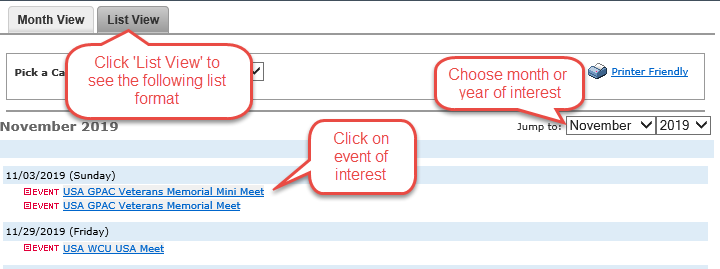 Month View
List View
Click 'List View' to
see the following list
format
Pick a Ca
Choose month or
year of interest
Printer Friendly
November 2019
Jump to: November 2019
Click on
event of
interest
11/03/2019 (Sunday)
EVENT USA GPAC Veterans Memorial Mini Meet
EVENT USA GPAC Veterans Memorial Meet
11/29/2019 (Friday)
EVENT USA WCU USA Meet